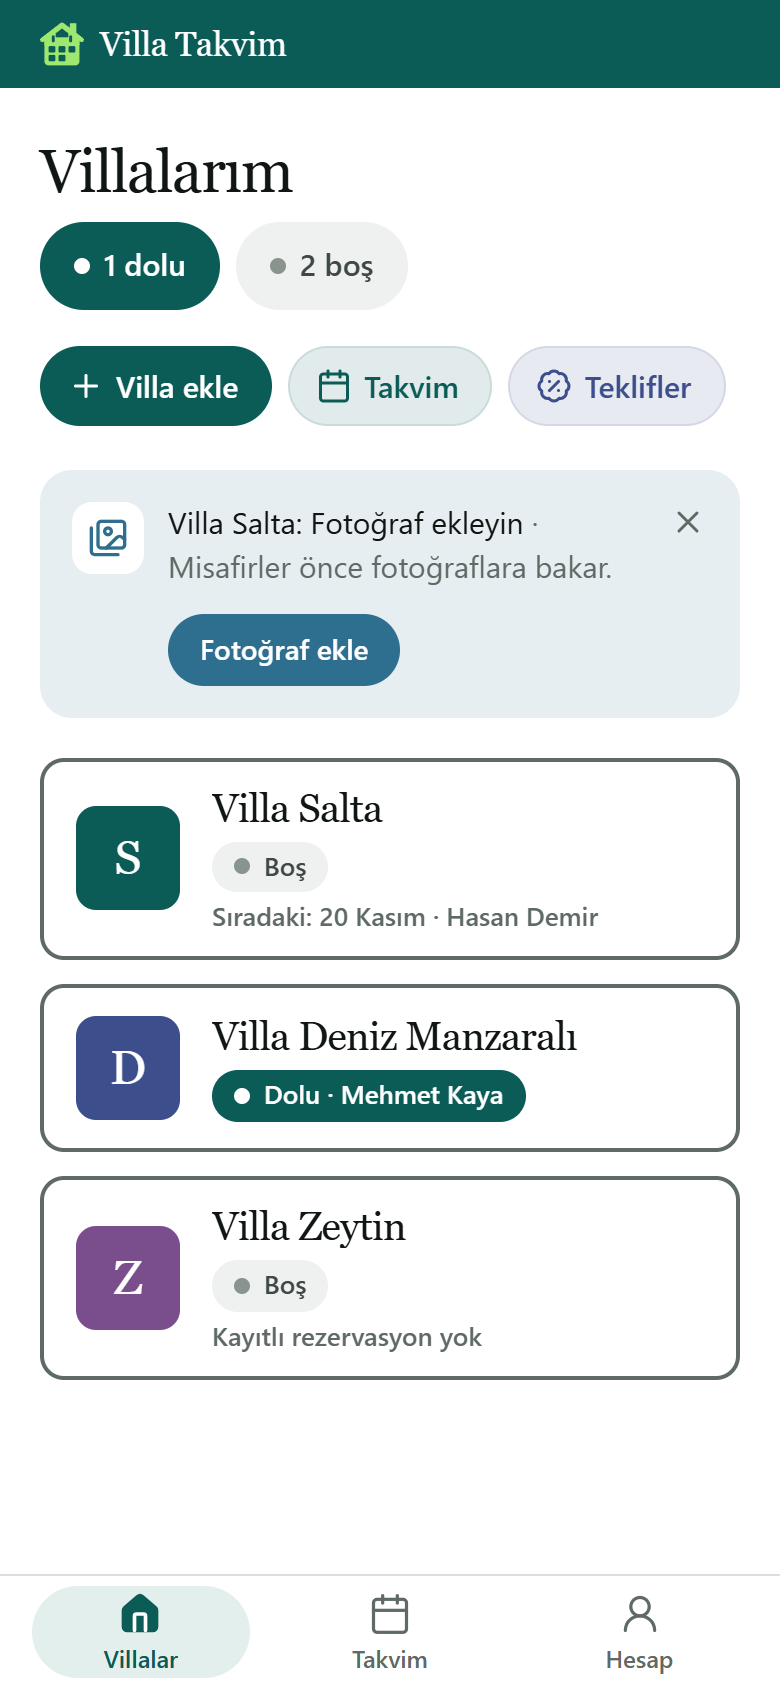 Villa Takvim
Villalarım
1 dolu
2 boş
Villa ekle
Takvim
Teklifler
Villa Salta: Fotoğraf ekleyin ·
Misafirler önce fotoğraflara bakar.
Fotoğraf ekle
S
Villa Salta
Boş
Sıradaki: 20 Kasım · Hasan Demir
D
Villa Deniz Manzaralı
Dolu · Mehmet Kaya
Z
Villa Zeytin
Boş
Kayıtlı rezervasyon yok
Villalar
Takvim
Hesap